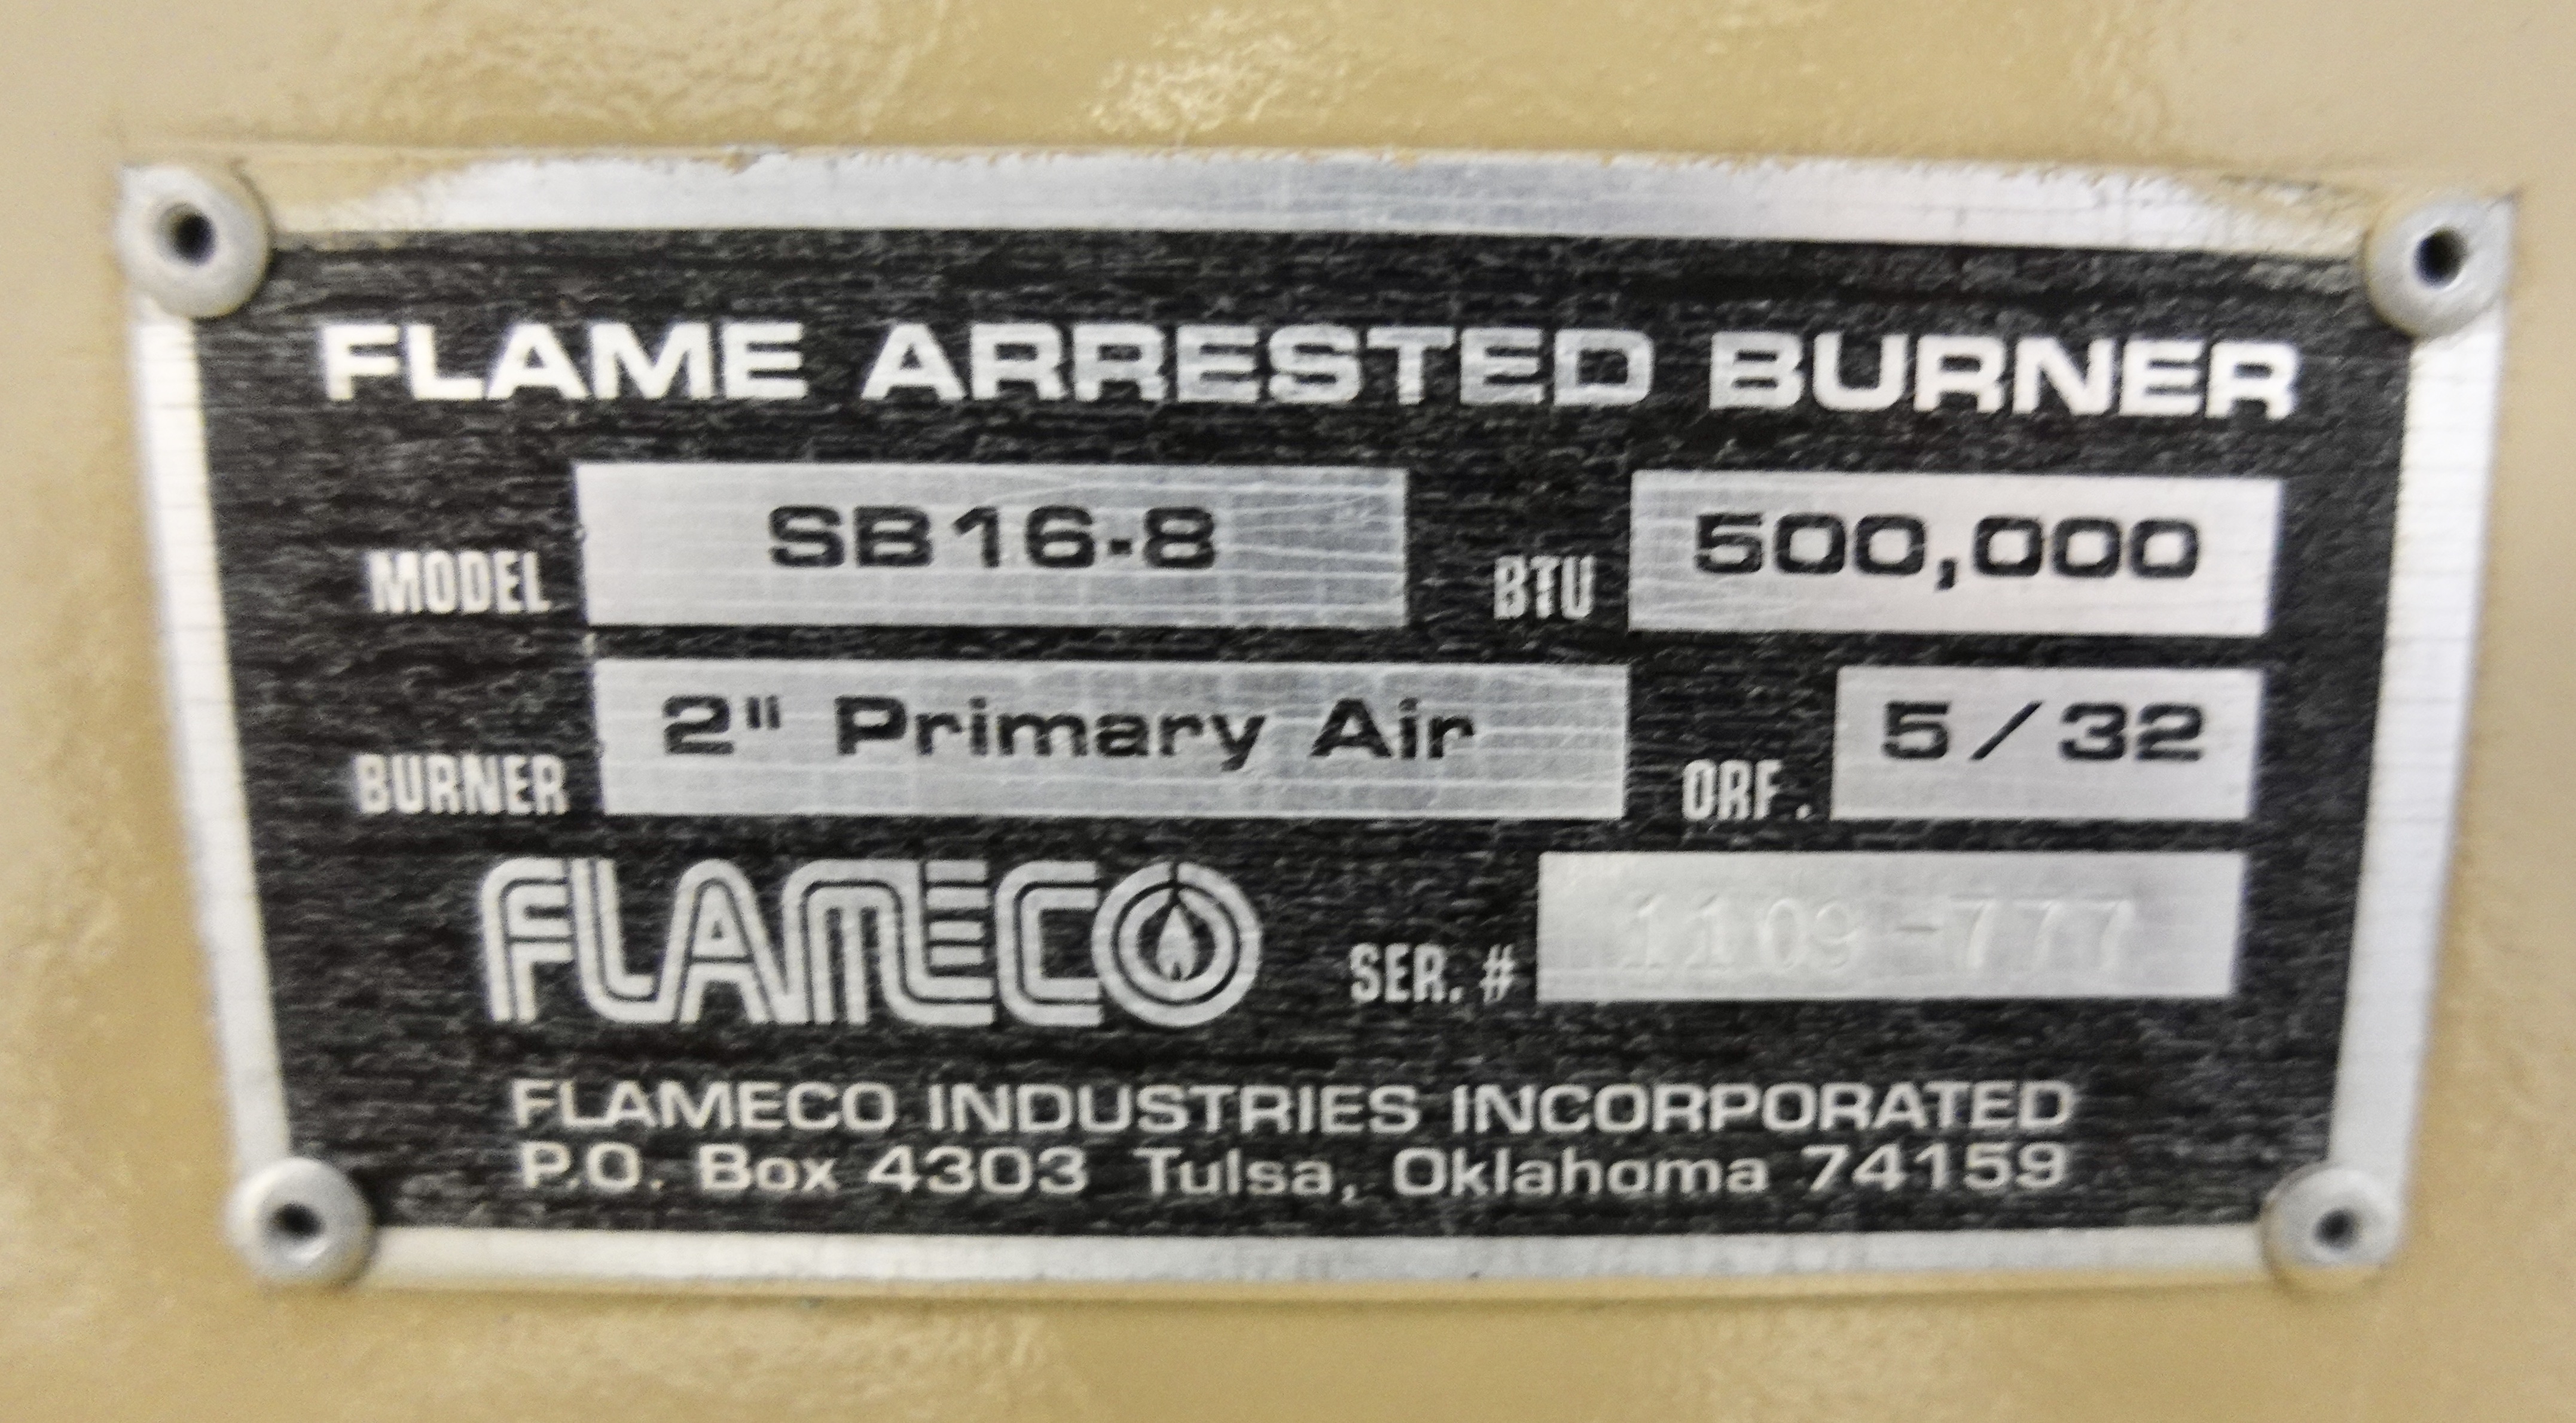 FLAME ARRESTED BURNER
MODEL SB16-8 BTU 500,000
BURNER 2" Primary Air ORF. 5/32
FLAMECO SER. # 1109-777
FLAMECO INDUSTRIES INCORPORATED
P.O. Box 4303 Tulsa, Oklahoma 74159